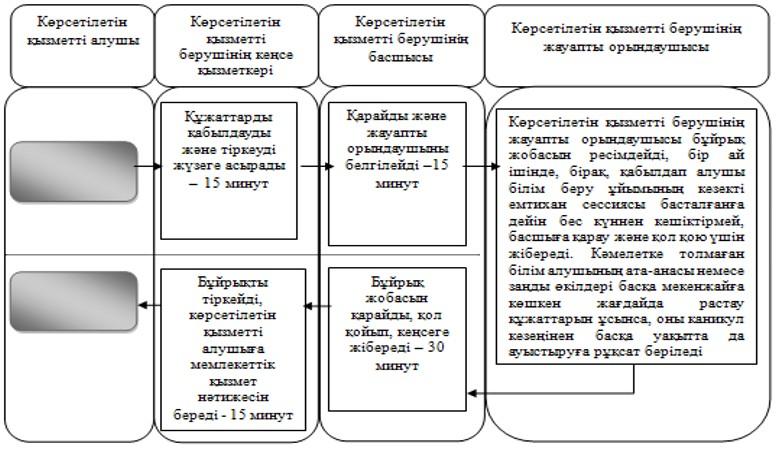 Көрсетілетін
қызметті алушы
Көрсетілетін
қызметті
берушінің кеңсе
қызметкері
Көрсетілетін
қызметті берушінің
басшысы
Көрсетілетін қызметті берушінің
жауапты орындаушысы
Құжаттарды
қабылдауды
және тіркеуді
жүзеге асырады
– 15 минут
Қарайды және
жауапты
орындаушыны
белгілейді –15
минут
Көрсетілетін қызметті берушінің
жауапты орындаушысы бұйрық
жобасын ресімдейді, бір ай
ішінде, бірақ, қабылдап алушы
білім беру ұйымының кезекті
емтихан сессиясы басталғанға
дейін бес күннен кешіктірмей,
басшыға қарау және қол қою үшін
жібереді. Кәмелетке толмаған
білім алушының ата-анасы немесе
заңды өкілдері басқа мекенжайға
көшкен жағдайда растау
құжаттарын ұсынса, оны каникул
кезеңінен басқа уақытта да
ауыстыруға рұқсат беріледі
Бұйрықты
тіркейді,
көрсетілетін
қызметті
алушыға
мемлекеттік
қызмет
нәтижесін
береді - 15 минут
Бұйрық
жобасын
қарайды, қол
қойып, кеңсеге
жібереді – 30
минут